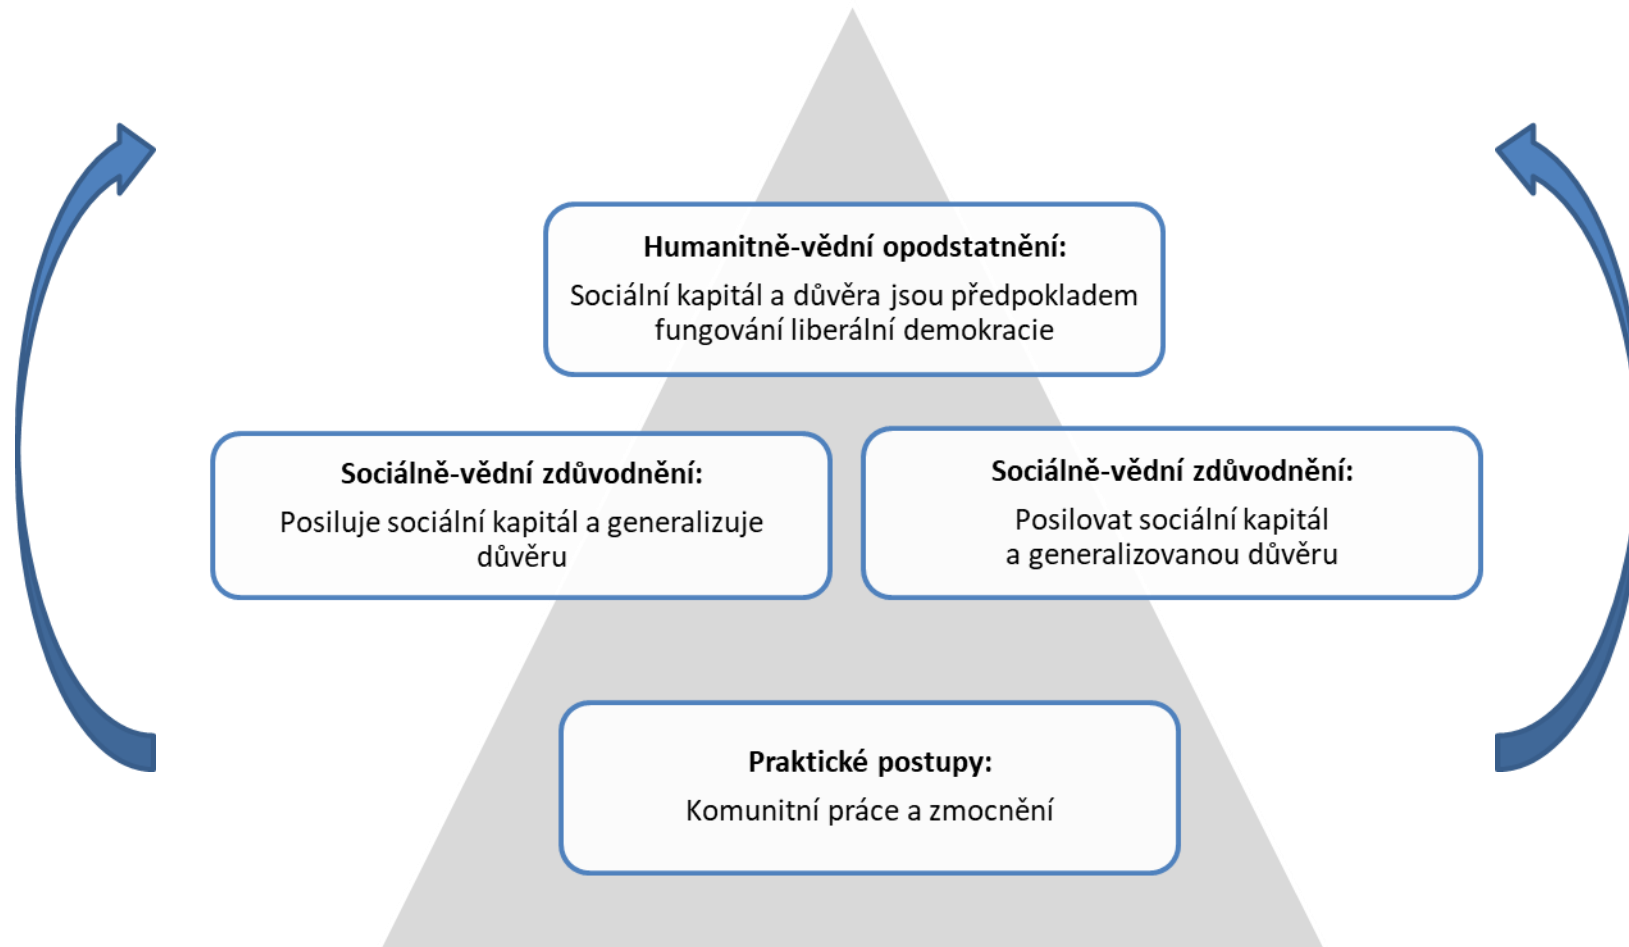 Humanitně-vědní opodstatnění:
Sociální kapitál a důvěra jsou předpokladem
fungování liberální demokracie
Sociálně-vědní zdůvodnění:
Posiluje sociální kapitál a generalizuje
důvěru
Sociálně-vědní zdůvodnění:
Posilovat sociální kapitál
a generalizovanou důvěru
Praktické postupy:
Komunitní práce a zmocnění